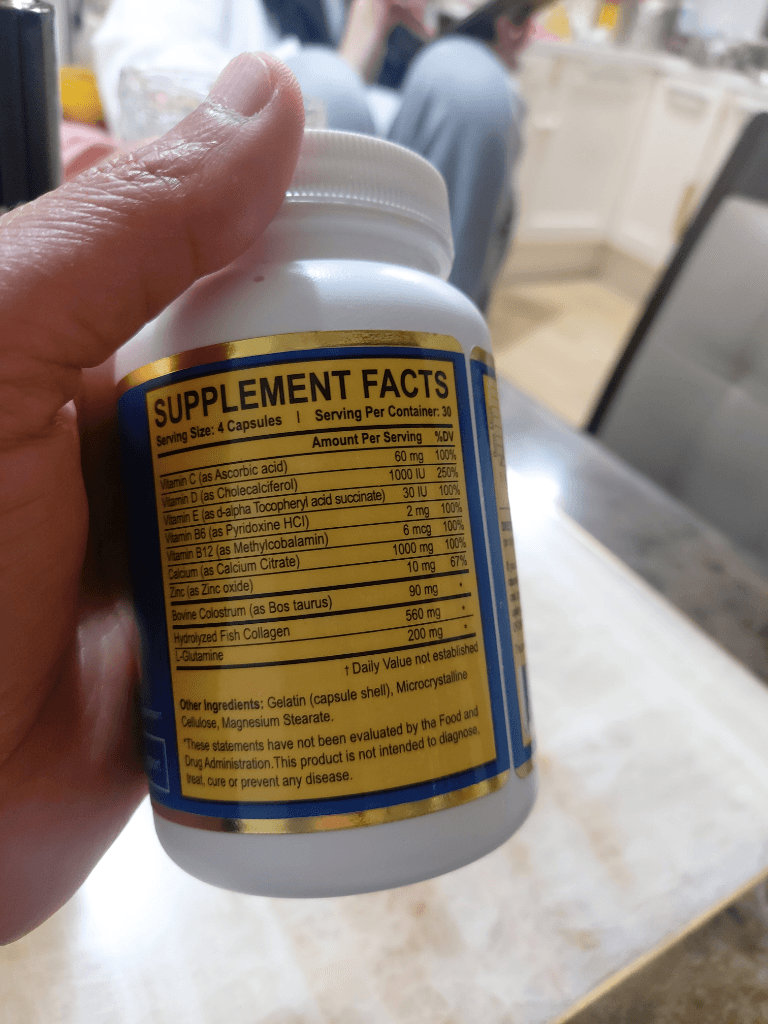 SUPPLEMENT FACTS
Serving Size: 4 Capsules | Serving Per Container: 30
Amount Per Serving %DV
Vitamin C (as Ascorbic acid) 60 mg 100%
Vitamin D (as Cholecalciferol) 1000 IU 250%
Vitamin E (as d-alpha Tocopheryl acid succinate) 30 IU 100%
Vitamin B6 (as Pyridoxine HCl) 2 mg 100%
Vitamin B12 (as Methylcobalamin) 6 mcg 100%
Calcium (as Calcium Citrate) 1000 mg 100%
Zinc (as Zinc oxide) 10 mg 67%
Bovine Colostrum (as Bos taurus) 90 mg *
Hydrolyzed Fish Collagen 560 mg *
L-Glutamine 200 mg *
† Daily Value not established
Other Ingredients: Gelatin (capsule shell), Microcrystalline
Cellulose, Magnesium Stearate.
*These statements have not been evaluated by the Food and
Drug Administration.This product is not intended to diagnose,
treat, cure or prevent any disease.